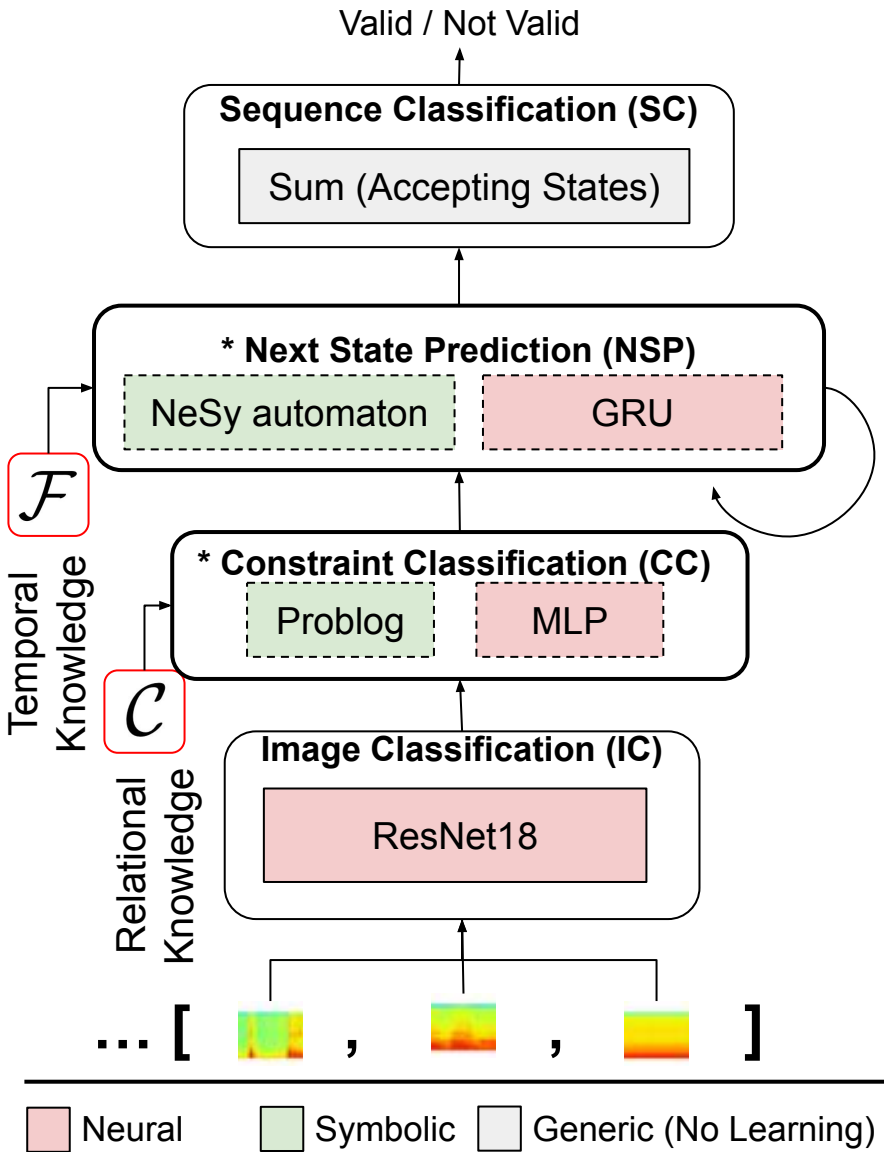 Valid / Not Valid
Sequence Classification (SC)
Sum (Accepting States)
* Next State Prediction (NSP)
NeSy automaton
GRU
ℱ
Temporal
Knowledge
* Constraint Classification (CC)
Problog
MLP
𝒞
Relational
Knowledge
Image Classification (IC)
ResNet18
... [ , , ]
Neural
Symbolic
Generic (No Learning)